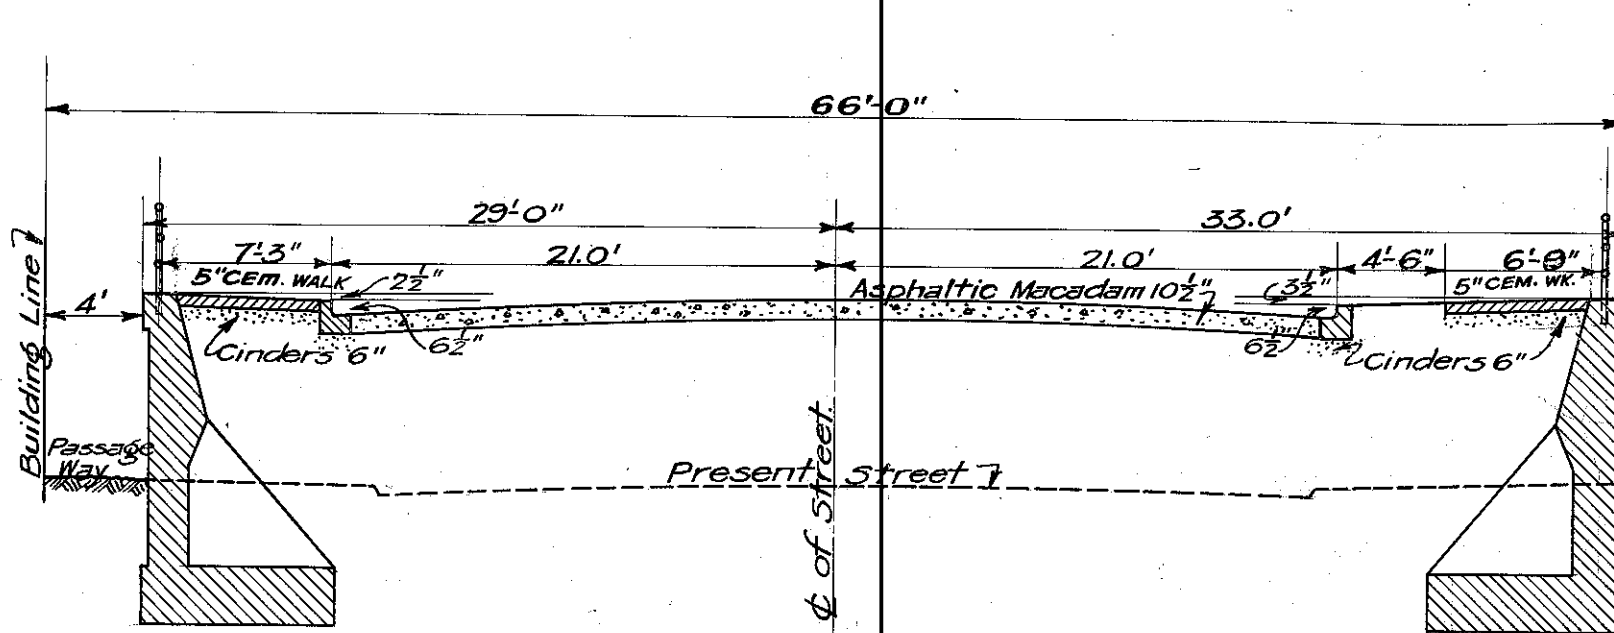 66'-0"
29'-0"
33.0'
7'-3"
21.0'
21.0'
4'-6"
6'-8"
5" CEM. WALK
2½"
Asphaltic Macadam 10½"
3½"
5" CEM. WK.
4'
Cinders 6"
6½"
6½"
Cinders 6"
Building Line
Passage
Way
Present Street
℄ of Street.